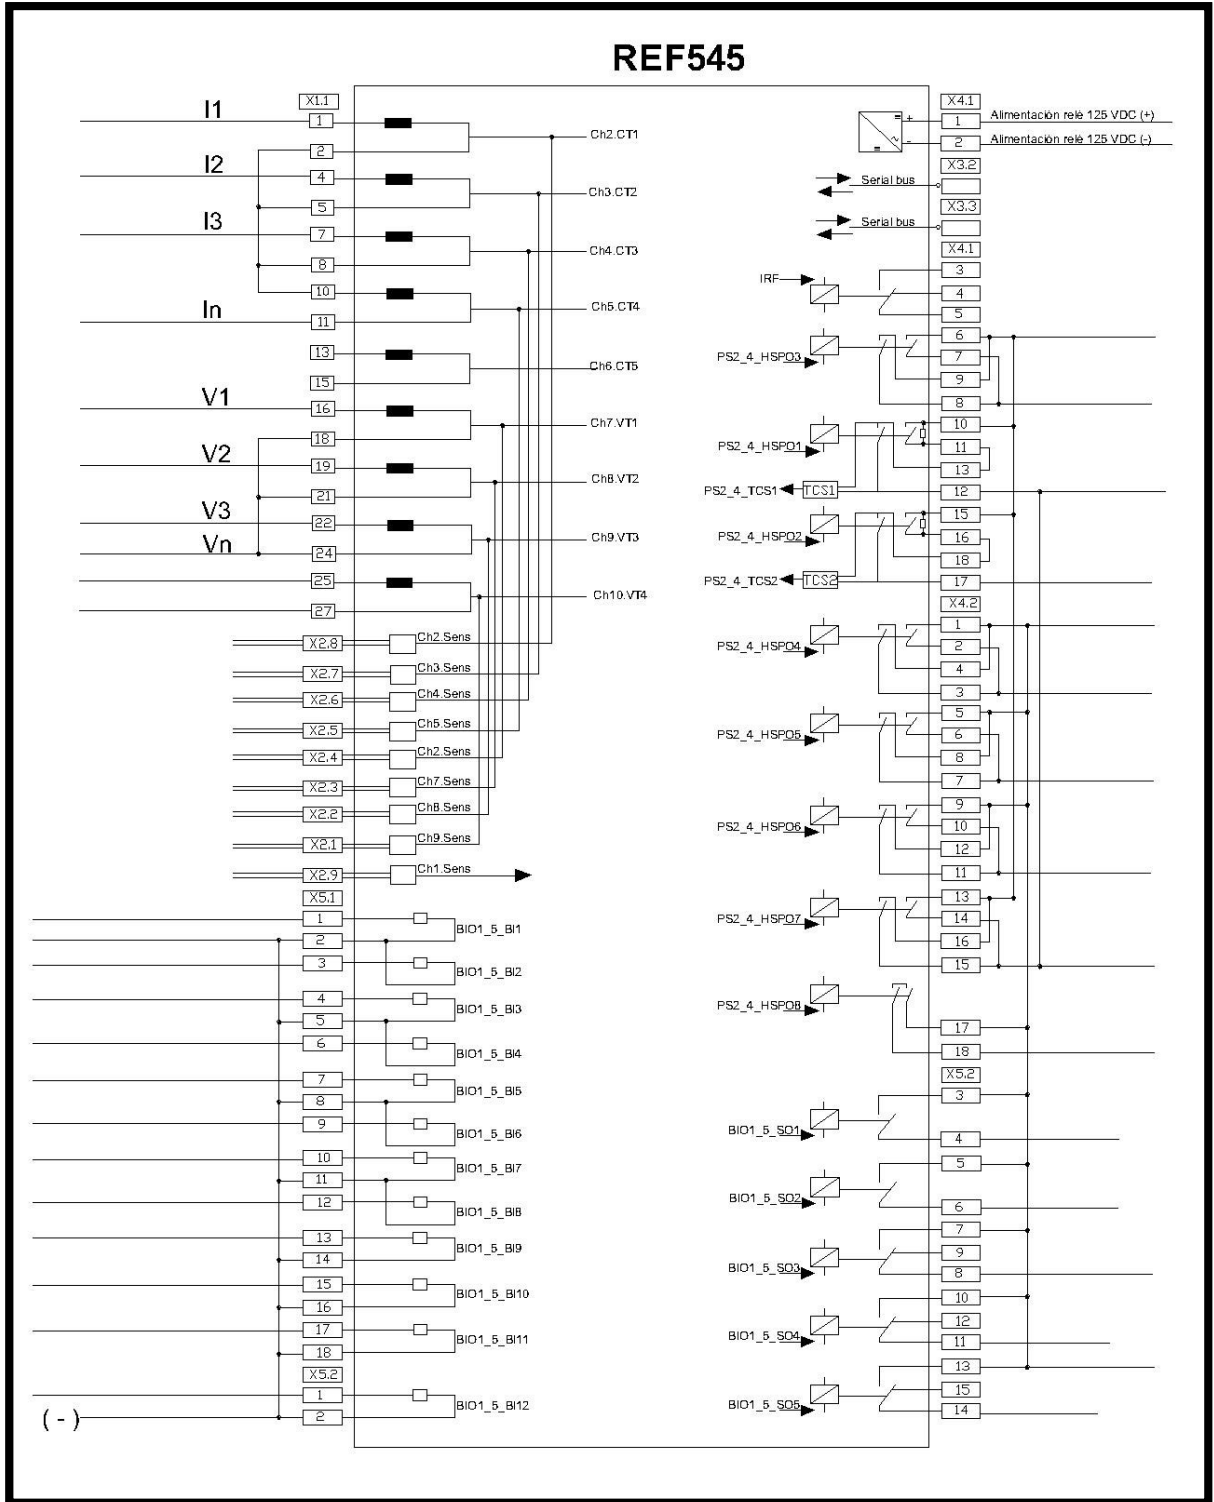 REF545
I1
X1.1
1
2
Ch2.CT1
I2
4
5
Ch3.CT2
I3
7
8
Ch4.CT3
In
10
11
Ch5.CT4
13
15
Ch6.CT5
V1
16
18
Ch7.VT1
V2
19
21
Ch8.VT2
V3
22
Vn
24
Ch9.VT3
25
27
Ch10.VT4
X2.8
Ch2.Sens
X2.7
Ch3.Sens
X2.6
Ch4.Sens
X2.5
Ch5.Sens
X2.4
Ch2.Sens
X2.3
Ch7.Sens
X2.2
Ch8.Sens
X2.1
Ch9.Sens
X2.9
Ch1.Sens
X5.1
1
2
BIO1_5_BI1
3
BIO1_5_BI2
4
5
BIO1_5_BI3
6
BIO1_5_BI4
7
8
BIO1_5_BI5
9
BIO1_5_BI6
10
11
BIO1_5_BI7
12
BIO1_5_BI8
13
14
BIO1_5_BI9
15
16
BIO1_5_BI10
17
18
BIO1_5_BI11
X5.2
1
2
BIO1_5_BI12
( - )
X4.1
+
1
Alimentación relè 125 VDC (+)
-
2
Alimentación relè 125 VDC (-)
X3.2
Serial bus
X3.3
Serial bus
X4.1
IRF
3
4
5
PS2_4_HSPO3
6
7
9
8
PS2_4_HSPO1
10
11
13
PS2_4_TCS1
TCS1
12
PS2_4_HSPO2
15
16
18
PS2_4_TCS2
TCS2
17
X4.2
PS2_4_HSPO4
1
2
4
3
PS2_4_HSPO5
5
6
8
7
PS2_4_HSPO6
9
10
12
11
PS2_4_HSPO7
13
14
16
15
PS2_4_HSPO8
17
18
X5.2
BIO1_5_SO1
3
4
BIO1_5_SO2
5
6
BIO1_5_SO3
7
9
8
BIO1_5_SO4
10
12
11
BIO1_5_SO5
13
15
14